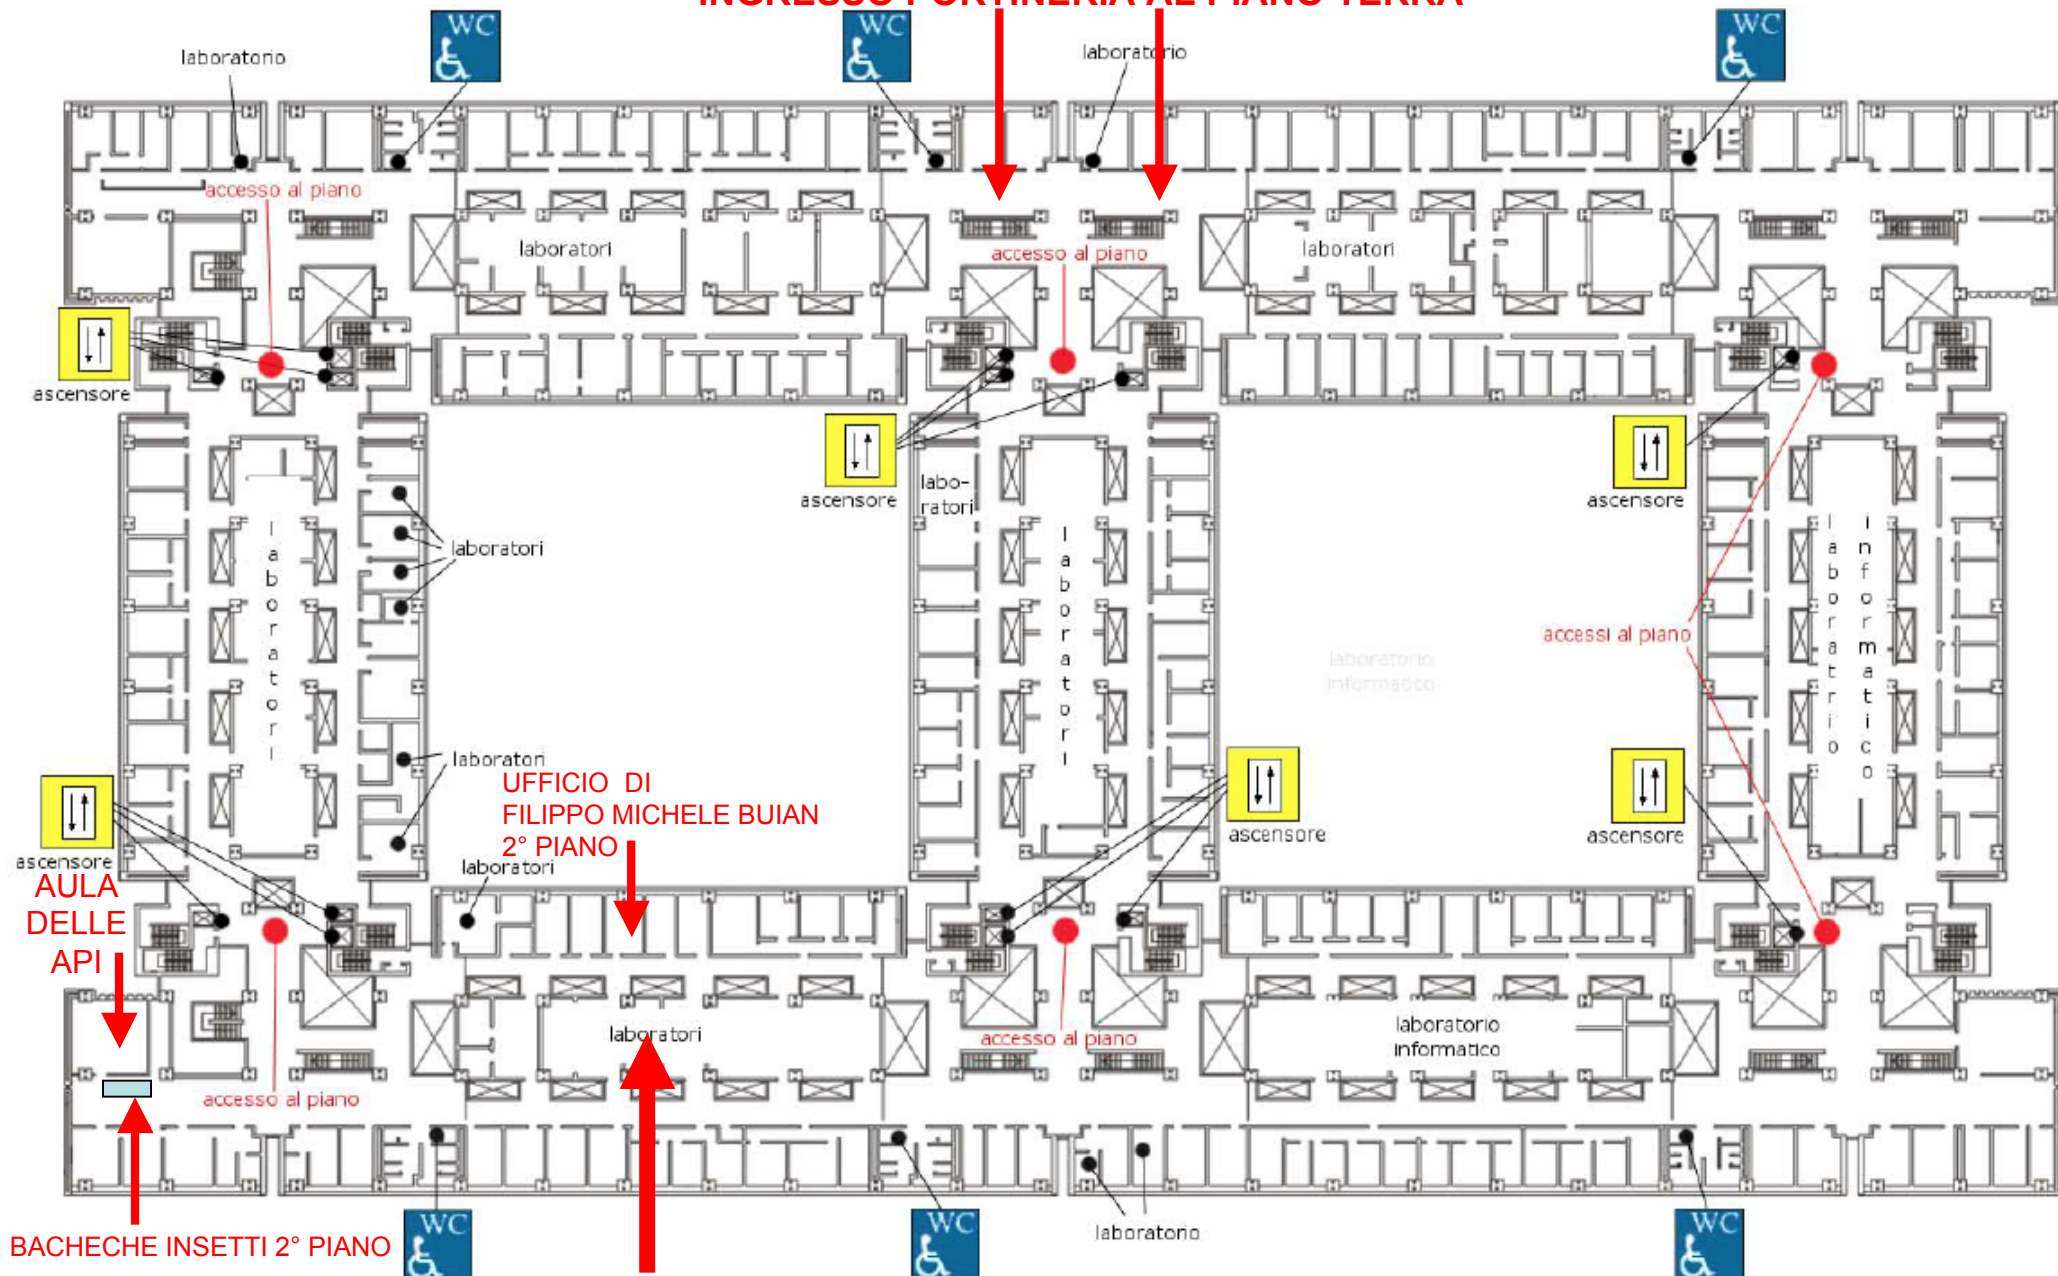 INGRESSO PORTINERIA AL PIANO TERRA
WC
WC
WC
laboratorio
laboratorio
accesso al piano
laboratori
accesso al piano
laboratori
ascensore
ascensore
ascensore
labo-
ratori
laboratori
laboratori
laboratori
laboratrio
informatico
accessi al piano
laboratorio
informatico
laboratori
UFFICIO DI
FILIPPO MICHELE BUIAN
2° PIANO
ascensore
ascensore
ascensore
laboratori
AULA
DELLE
API
laboratori
accesso al piano
laboratorio
informatico
accesso al piano
WC
WC
WC
laboratorio
BACHECHE INSETTI 2° PIANO